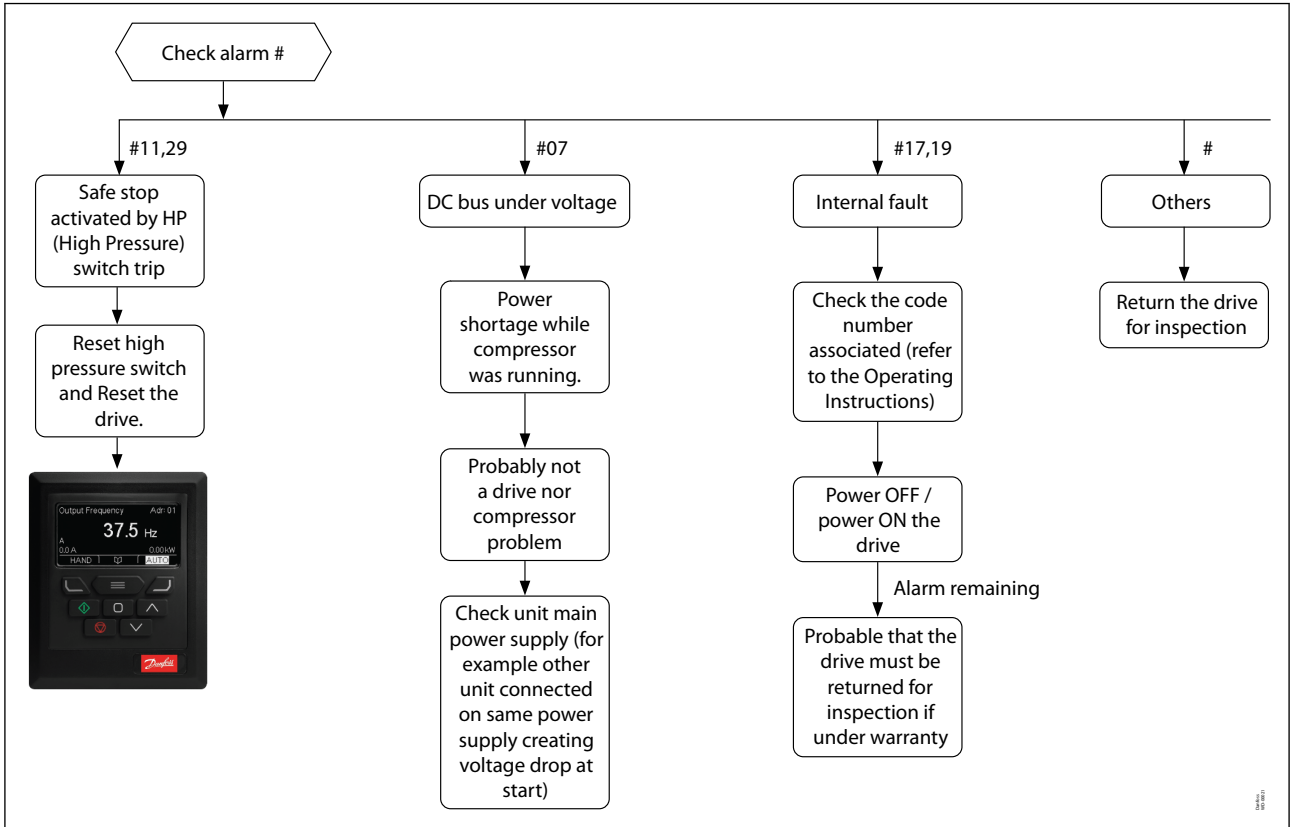 Check alarm #
#11,29
Safe stop
activated by HP
(High Pressure)
switch trip
Reset high
pressure switch
and Reset the
drive.
Output Frequency Adr: 01
37.5 Hz
A
0.0 A 0.00 kW
HAND AUTO
Danfoss
#07
DC bus under voltage
Power
shortage while
compressor
was running.
Probably not
a drive nor
compressor
problem
Check unit main
power supply (for
example other
unit connected
on same power
supply creating
voltage drop at
start)
#17,19
Internal fault
Check the code
number
associated (refer
to the Operating
Instructions)
Power OFF /
power ON the
drive
Alarm remaining
Probable that the
drive must be
returned for
inspection if
under warranty
#
Others
Return the drive
for inspection
Danfoss